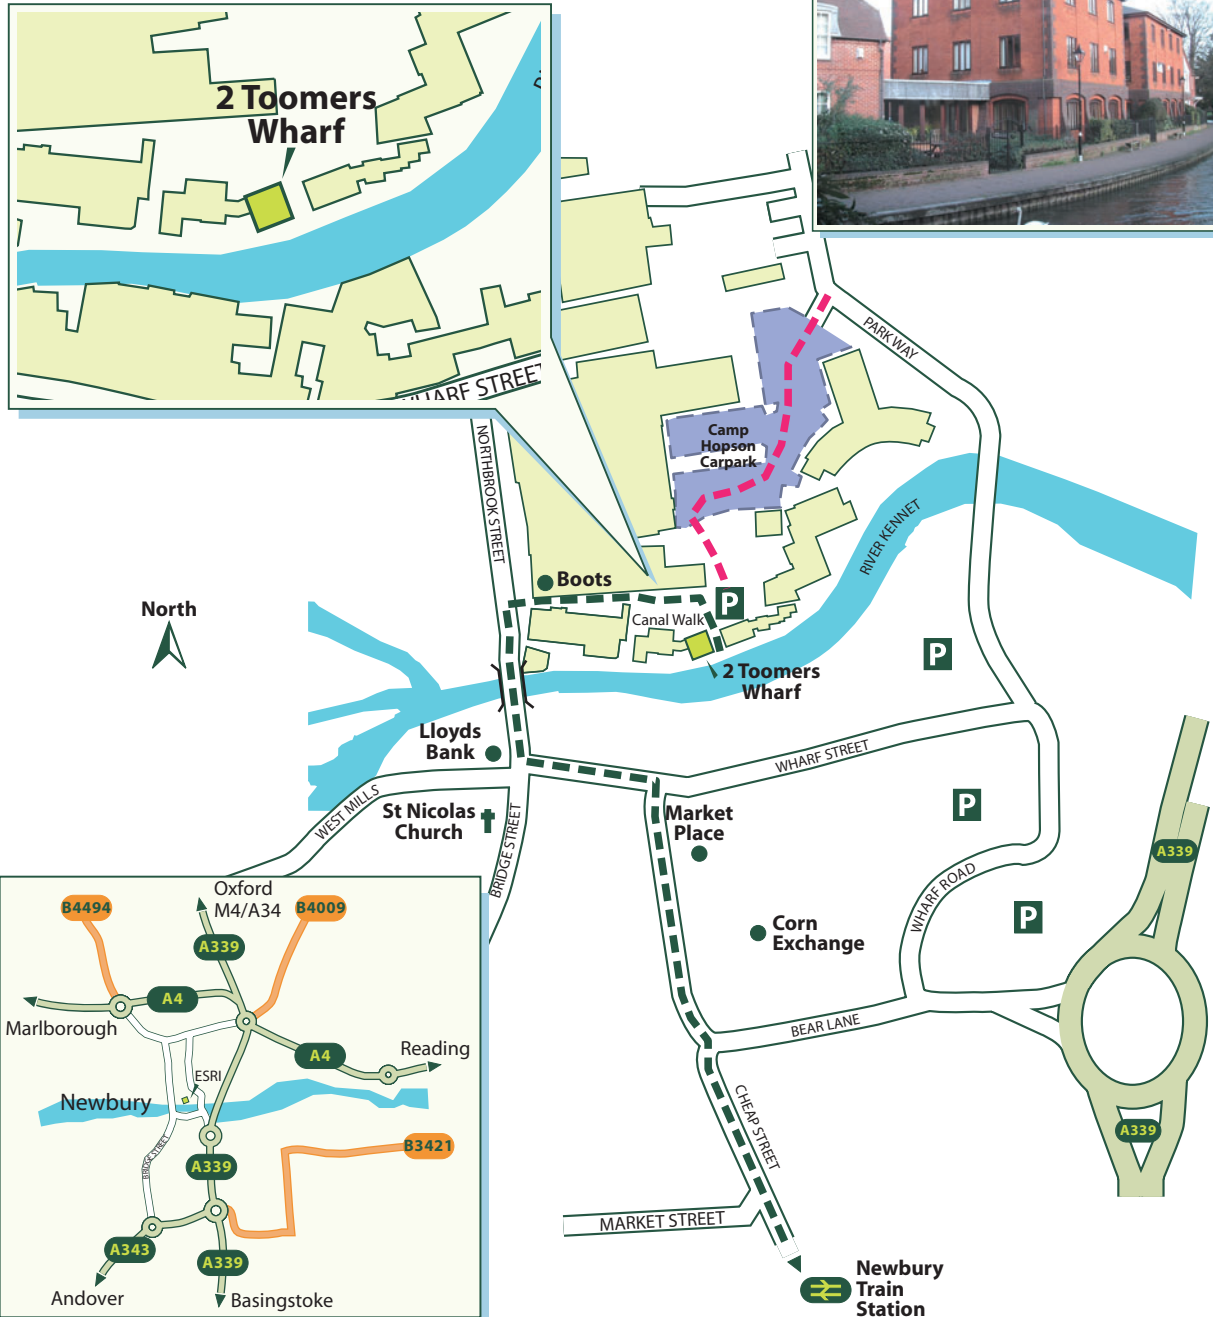 2 Toomers
Wharf
WHARF STREET
PARKWAY
Camp
Hopson
Carpark
NORTHBROOK STREET
RIVER KENNET
Boots
P
Canal Walk
North
P
2 Toomers
Wharf
Lloyds
Bank
WHARF STREET
WEST MILLS
St Nicolas
Church
BRIDGE STREET
Market
Place
P
A339
WHARF ROAD
P
Corn
Exchange
BEAR LANE
CHEAP STREET
A339
MARKET STREET
Newbury
Train
Station
B4494
Oxford
M4/A34
B4009
A339
A4
Marlborough
A4
Reading
ESRI
Newbury
BRIDGE STREET
B3421
A339
A343
A339
Andover
Basingstoke